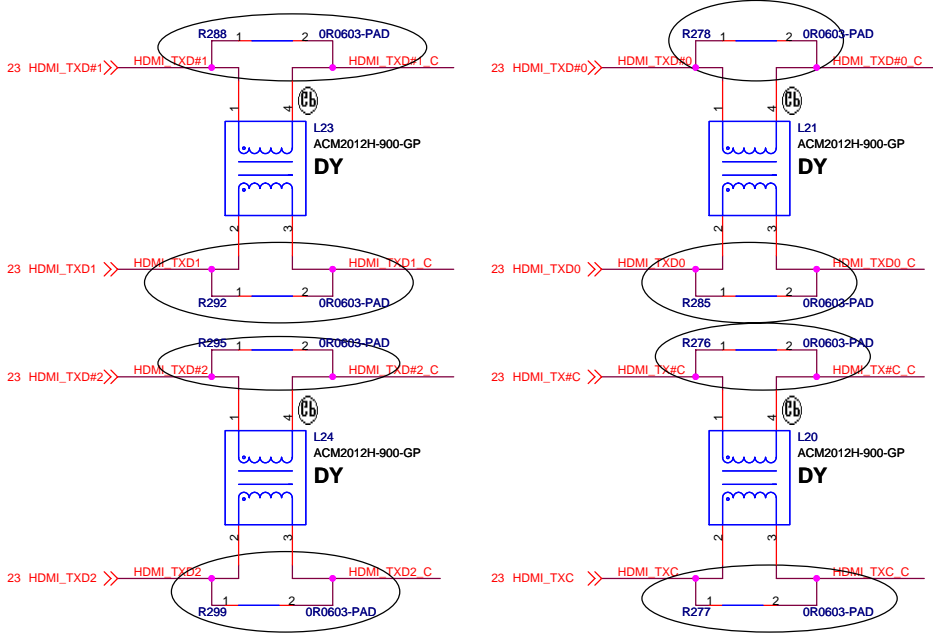 R288 1 2 0R0603-PAD
23 HDMI_TXD#1 HDMI_TXD#1 HDMI_TXD#1_C
1 4
L23
ACM2012H-900-GP
DY
2 3
23 HDMI_TXD1 HDMI_TXD1 HDMI_TXD1_C
R292 1 2 0R0603-PAD
R278 1 2 0R0603-PAD
23 HDMI_TXD#0 HDMI_TXD#0 HDMI_TXD#0_C
1 4
L21
ACM2012H-900-GP
DY
2 3
23 HDMI_TXD0 HDMI_TXD0 HDMI_TXD0_C
R285 1 2 0R0603-PAD
R295 1 2 0R0603-PAD
23 HDMI_TXD#2 HDMI_TXD#2 HDMI_TXD#2_C
1 4
L24
ACM2012H-900-GP
DY
2 3
23 HDMI_TXD2 HDMI_TXD2 HDMI_TXD2_C
R299 1 2 0R0603-PAD
R276 1 2 0R0603-PAD
23 HDMI_TX#C HDMI_TX#C HDMI_TX#C_C
1 4
L20
ACM2012H-900-GP
DY
2 3
23 HDMI_TXC HDMI_TXC HDMI_TXC_C
R277 1 2 0R0603-PAD